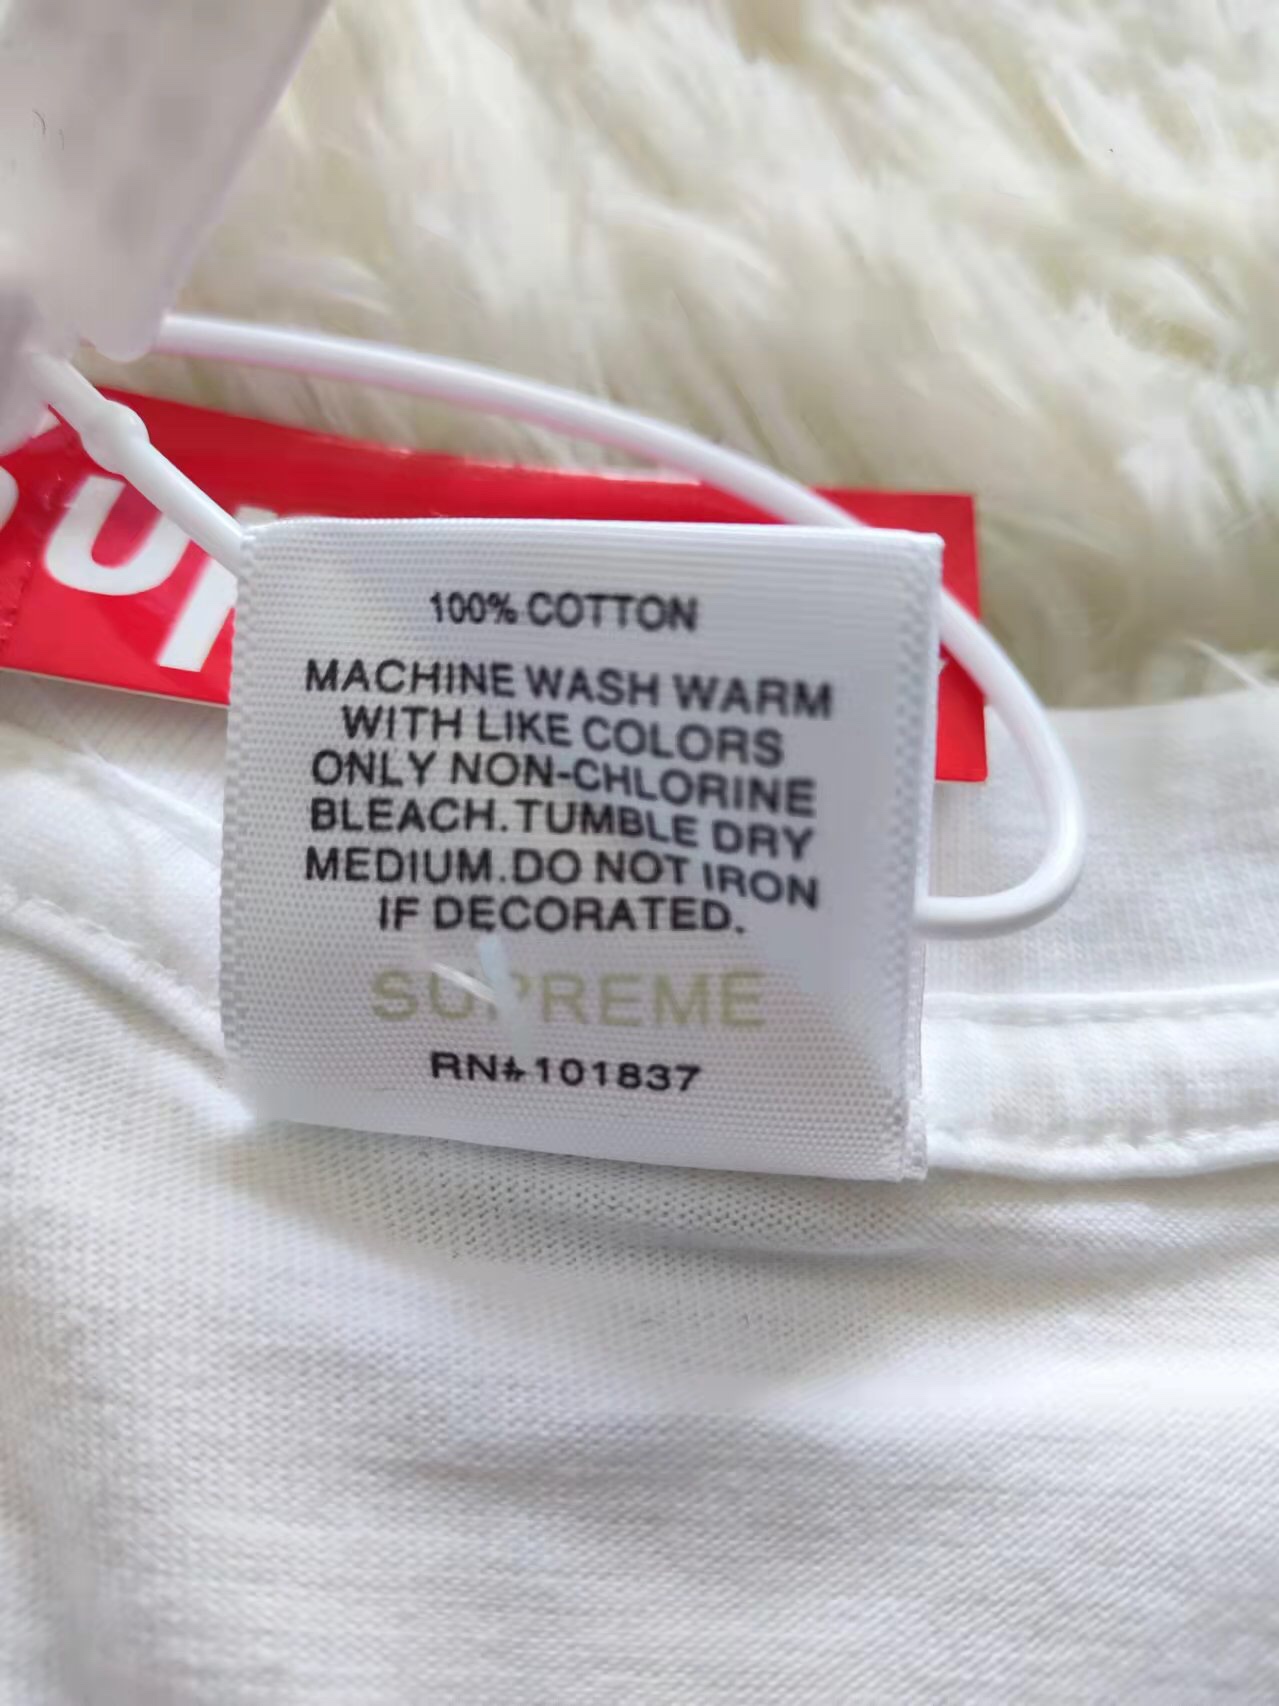 100% COTTON
MACHINE WASH WARM
WITH LIKE COLORS
ONLY NON-CHLORINE
BLEACH.TUMBLE DRY
MEDIUM.DO NOT IRON
IF DECORATED.
SUPREME
RN#101837